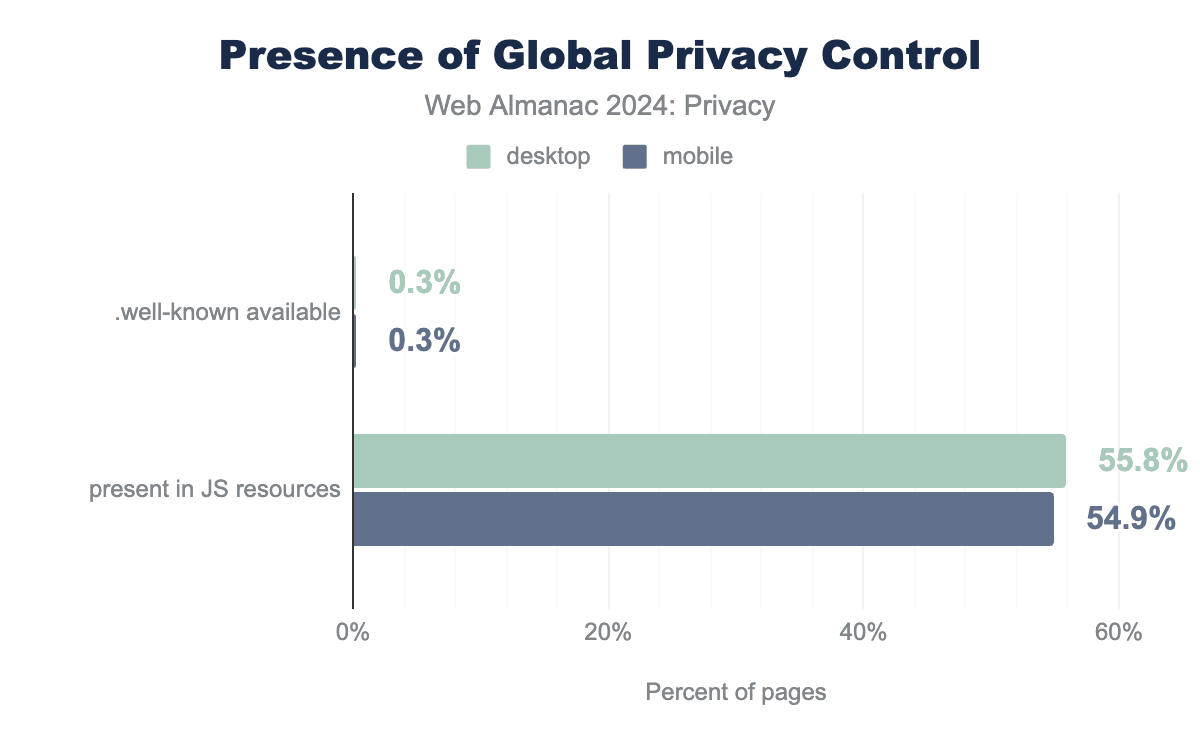 Presence of Global Privacy Control
Web Almanac 2024: Privacy
desktop
mobile
.well-known available
0.3%
0.3%
present in JS resources
55.8%
54.9%
0%
20%
40%
60%
Percent of pages